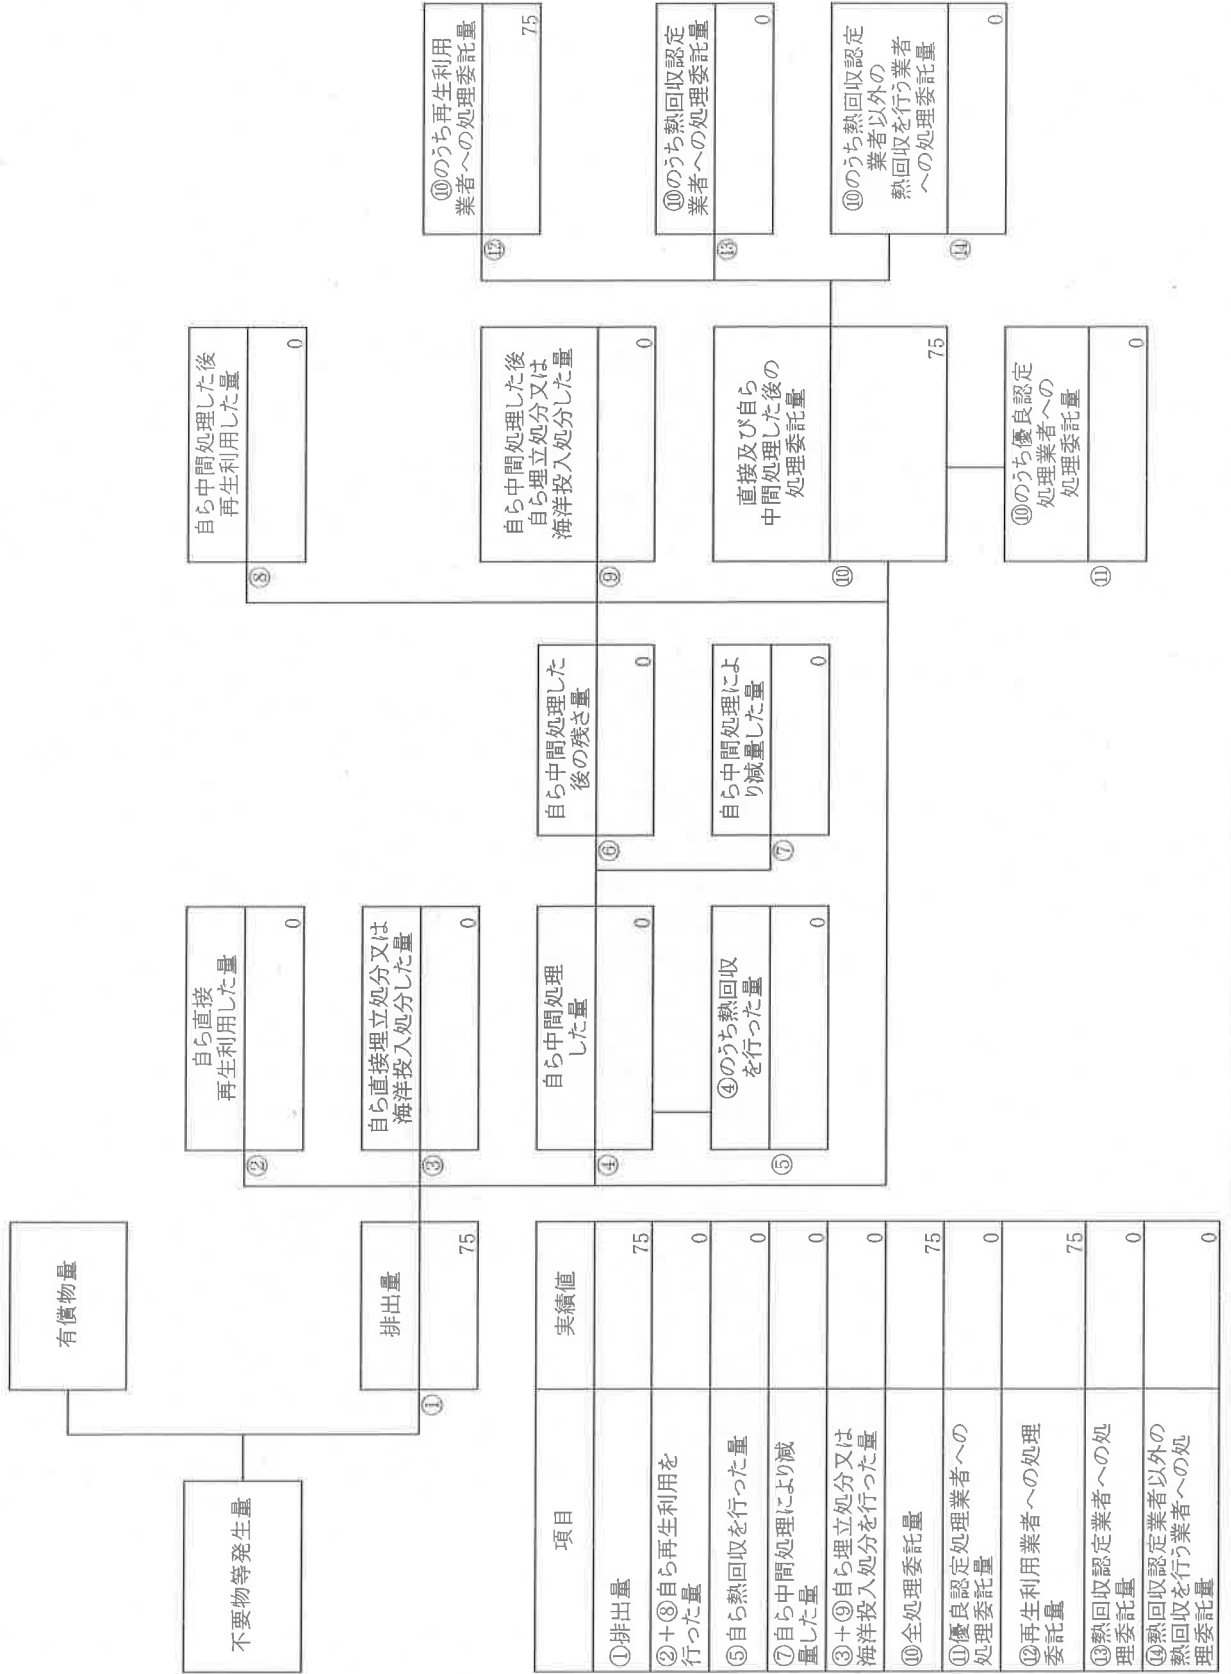 不要物等発生量
有償物量
①
排出量
75
②
自ら直接
再生利用した量
0
③
自ら直接埋立処分又は
海洋投入処分した量
0
④
自ら中間処理
した量
0
⑤
④のうち熱回収
を行った量
0
⑥
自ら中間処理した
後の残さ量
0
⑦
自ら中間処理によ
り減量した量
0
⑧
自ら中間処理した後
再生利用した量
0
⑨
自ら中間処理した後
自ら埋立処分又は
海洋投入処分した量
0
⑩
直接及び自ら
中間処理した後の
処理委託量
75
⑪
⑩のうち優良認定
処理業者への
処理委託量
0
⑫
⑩のうち再生利用
業者への処理委託量
75
⑬
⑩のうち熱回収認定
業者への処理委託量
0
⑭
⑩のうち熱回収認定
業者以外の
熱回収を行う業者
への処理委託量
0
項目 実績値
①排出量 75
②+⑧自ら再生利用を
行った量 0
⑤自ら熱回収を行った量 0
⑦自ら中間処理により減
量した量 0
③+⑨自ら埋立処分又は
海洋投入処分を行った量 0
⑩全処理委託量 75
⑪優良認定処理業者への
処理委託量 0
⑫再生利用業者への処理
委託量 75
⑬熱回収認定業者への処
理委託量 0
⑭熱回収認定業者以外の
熱回収を行う業者への処
理委託量 0